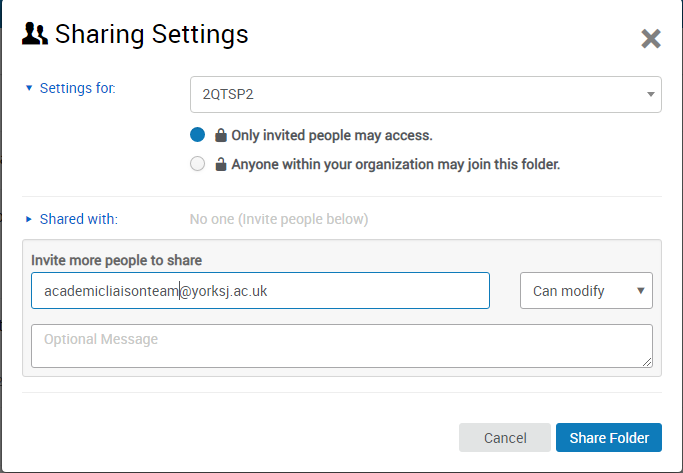 Sharing Settings
Settings for:
2QTSP2
Only invited people may access.
Anyone within your organization may join this folder.
Shared with:
No one (Invite people below)
Invite more people to share
academicliaisonteam@yorksj.ac.uk
Can modify
Optional Message
Cancel
Share Folder